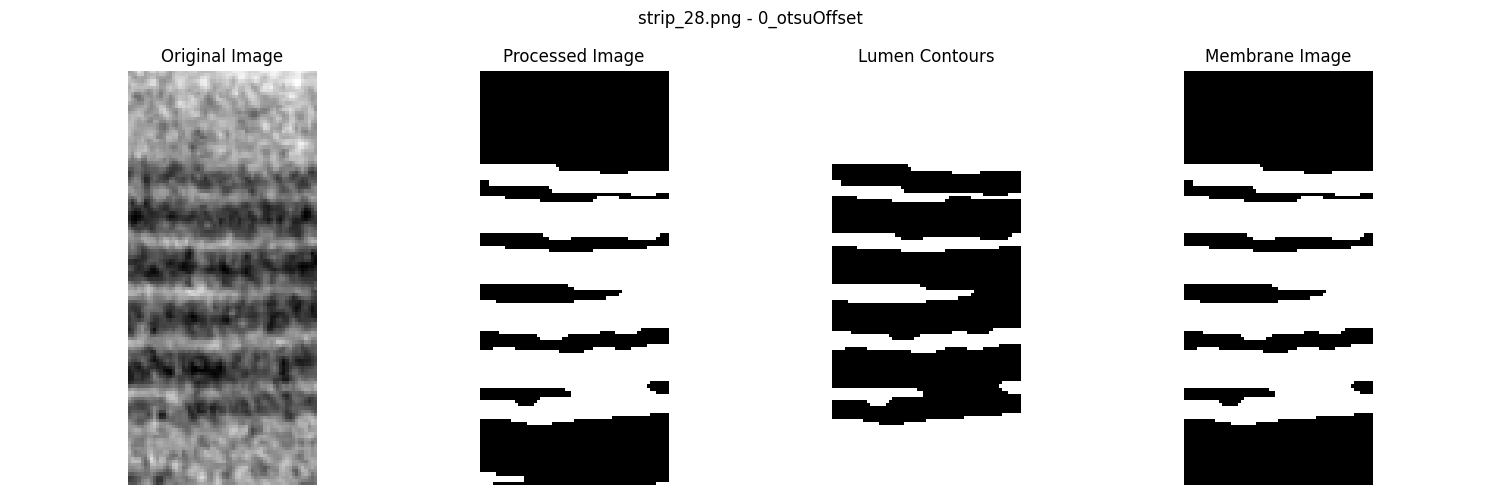 strip_28.png - 0_otsuOffset
Original Image
Processed Image
Lumen Contours
Membrane Image